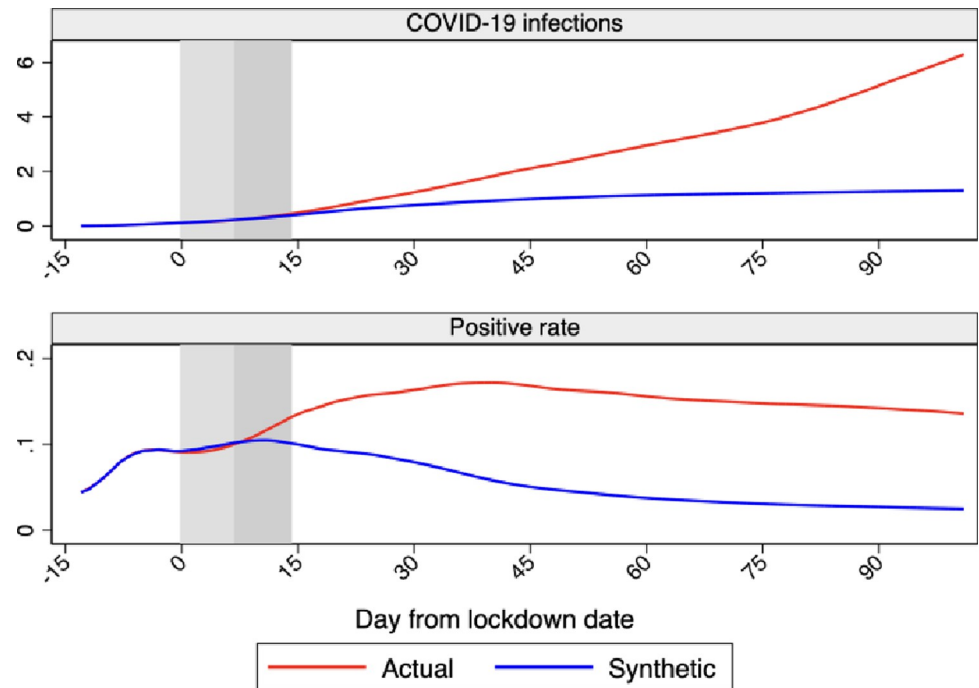 COVID-19 infections
6
4
2
0
-15 0 15 30 45 60 75 90
Positive rate
.2
.1
0
-15 0 15 30 45 60 75 90
Day from lockdown date
Actual Synthetic